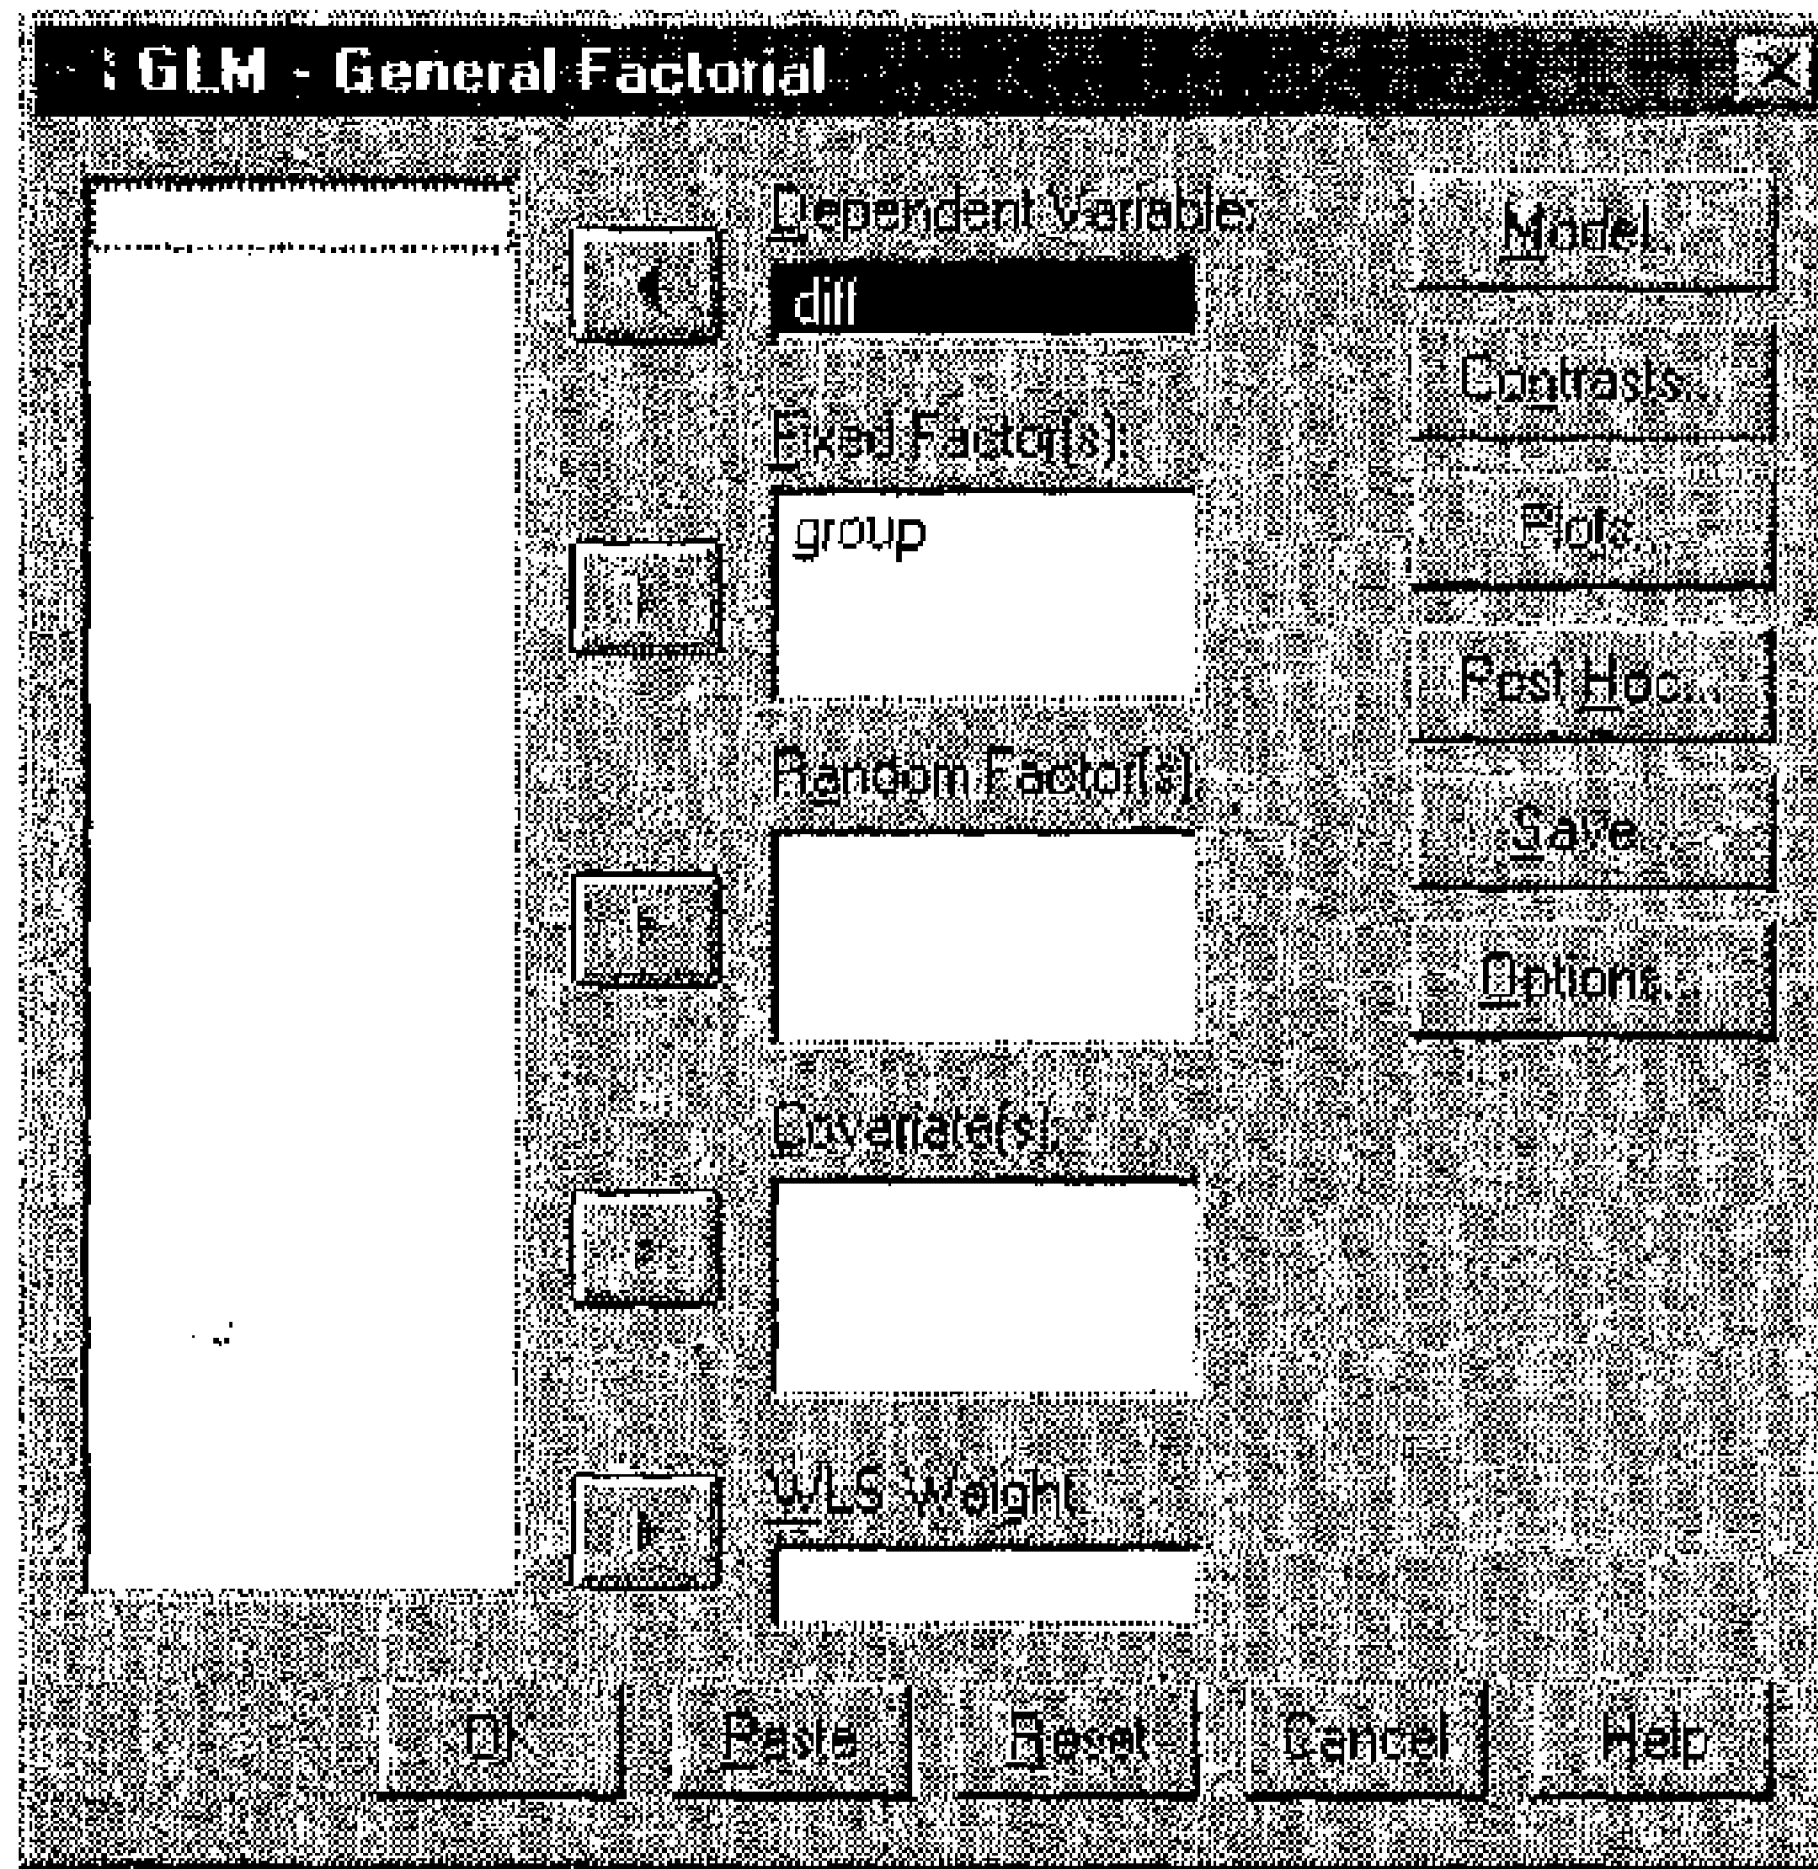 GLM - General Factorial
Dependent Variable:
diff
Fixed Factor(s):
group
Random Factor(s)
Covariate(s):
WLS Weight
Model...
Contrasts...
Plots...
Post Hoc...
Save...
Options...
OK
Paste
Reset
Cancel
Help